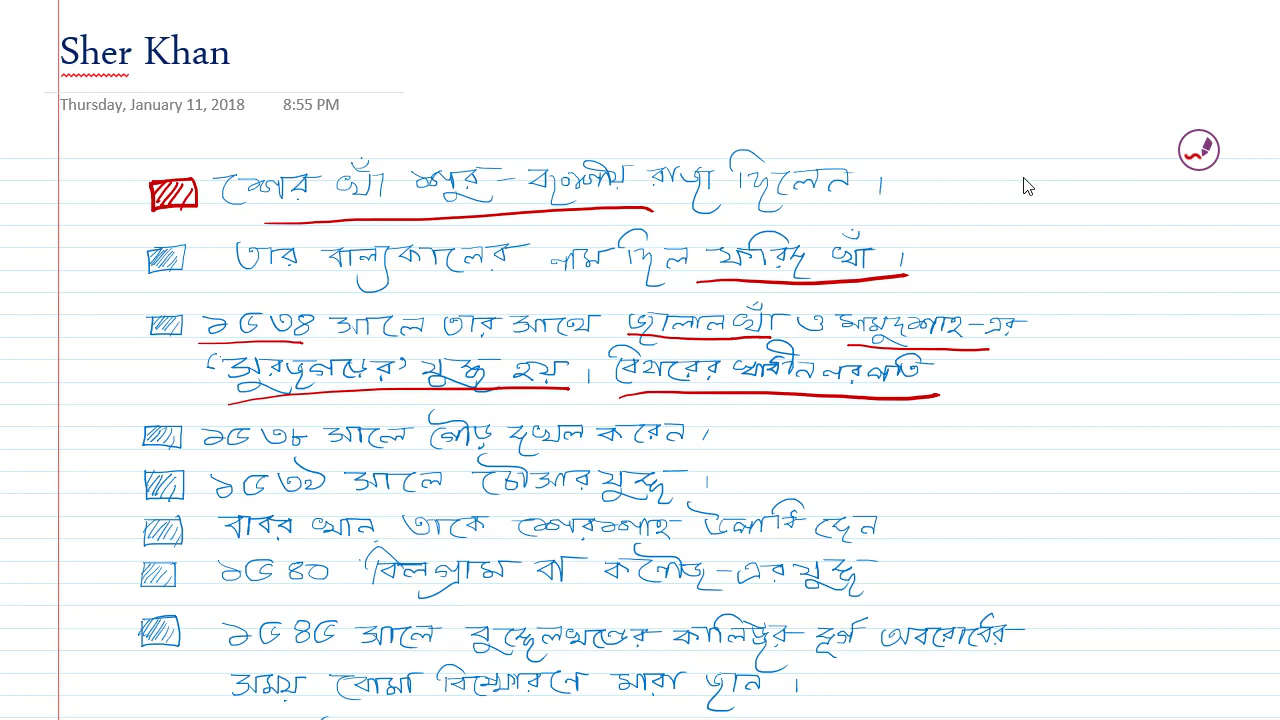 Sher Khan
Thursday, January 11, 2018 8:55 PM
শের খাঁ শূর-বংশীয় রাজা ছিলেন।
তার বাল্যকালের নাম ছিল ফরিদ খাঁ।
১৫৩৪ সালে তার সাথে জালাল খাঁ ও মামুদশাহ-এর
'সুরজগড়ের' যুদ্ধ হয়। বিহারের স্বাধীন নরপতি
১৫৩৮ সালে গৌড় দখল করেন।
১৫৩৯ সালে চৌসার যুদ্ধ।
বাবর খান তাকে শেরশাহ উপাধি দেন
১৫৪০ বিলগ্রাম বা কনৌজ-এর যুদ্ধ
১৫৪৫ সালে বুন্দেলখণ্ডের কালিঞ্জর দূর্গ অবরোধের
সময় বোমা বিস্ফোরণে মারা জান।